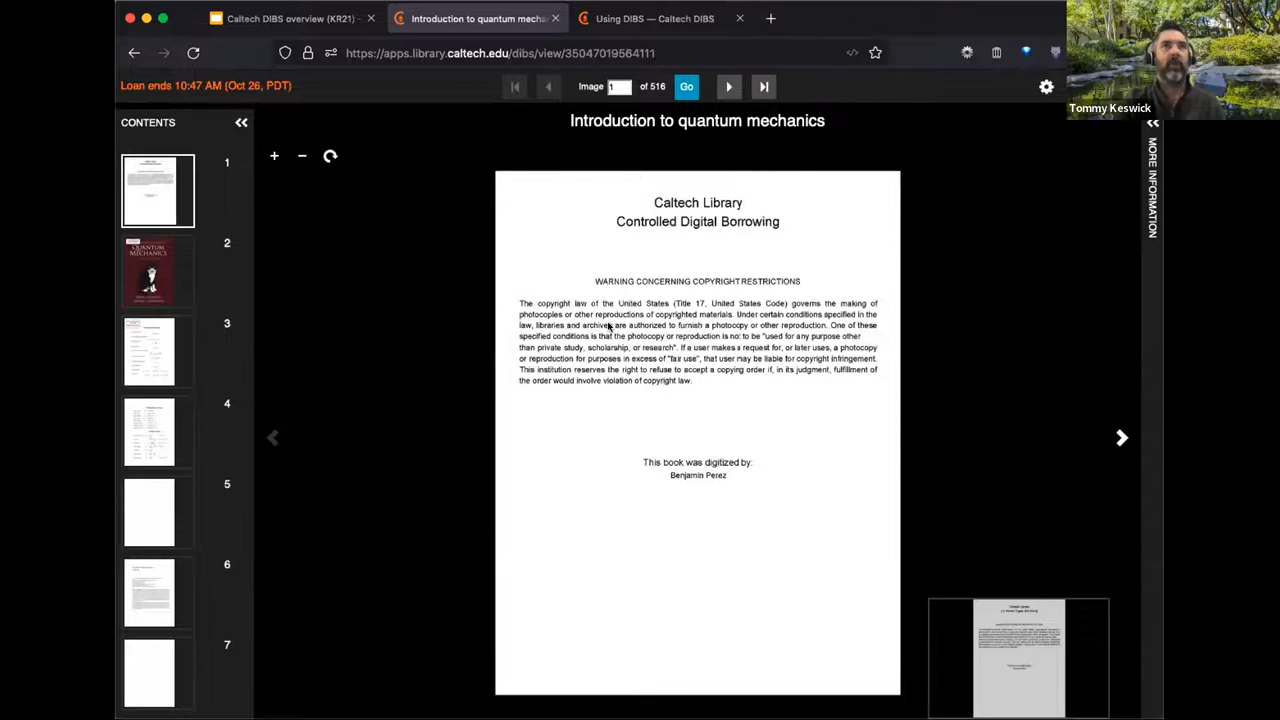 Caltech DIBS overview (KR21)
Introduction to quantum mechan
Using DIBS — Caltech DIBS
https://apps.library.caltech.edu/dibs/view/35047019564111
Tommy Keswick
Loan ends 10:47 AM (Oct 26, PDT)
Image 1 of 516 Go
CONTENTS
Introduction to quantum mechanics
MORE INFORMATION
1
2
QUANTUM
MECHANICS
3
4
5
6
7
Caltech Library
Controlled Digital Borrowing
WARNING CONCERNING COPYRIGHT RESTRICTIONS
The copyright law of the United States (Title 17, United States Code) governs the making of
photocopies or other reproductions of copyrighted materials. Under certain conditions specified in the
law, libraries and archives are authorized to furnish a photocopy or other reproduction. One of these
specified conditions is that the photocopy or reproduction is not to be "used for any purpose other
than private study, scholarship, or research". If a user makes a request for, or later uses, a photocopy
or reproduction for purposes in excess of "fair use", that user may be liable for copyright infringement.
This institution reserves the right to refuse to accept a copying order if, in its judgment, fulfillment of
the order would involve violation of copyright law.
This book was digitized by:
Benjamin Perez